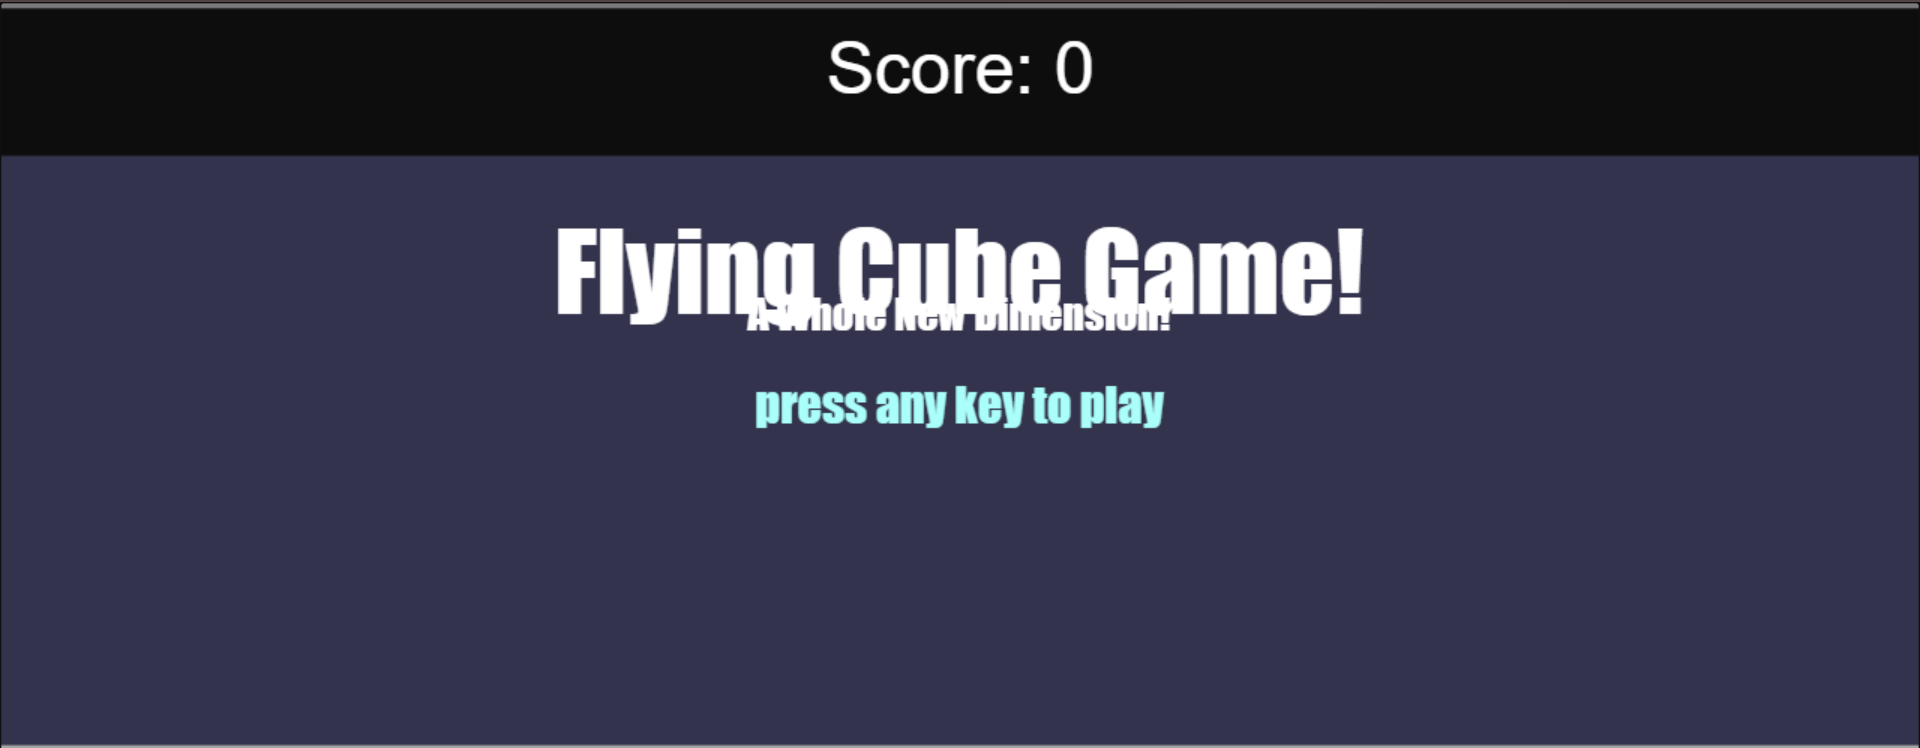 Score: 0
Flying Cube Game!
A Whole New Dimension!
press any key to play